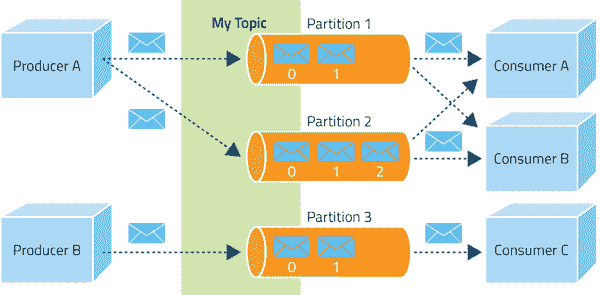 My Topic
Partition 1
Producer A
0 1
Consumer A
Partition 2
0 1 2
Consumer B
Partition 3
Producer B
0 1
Consumer C